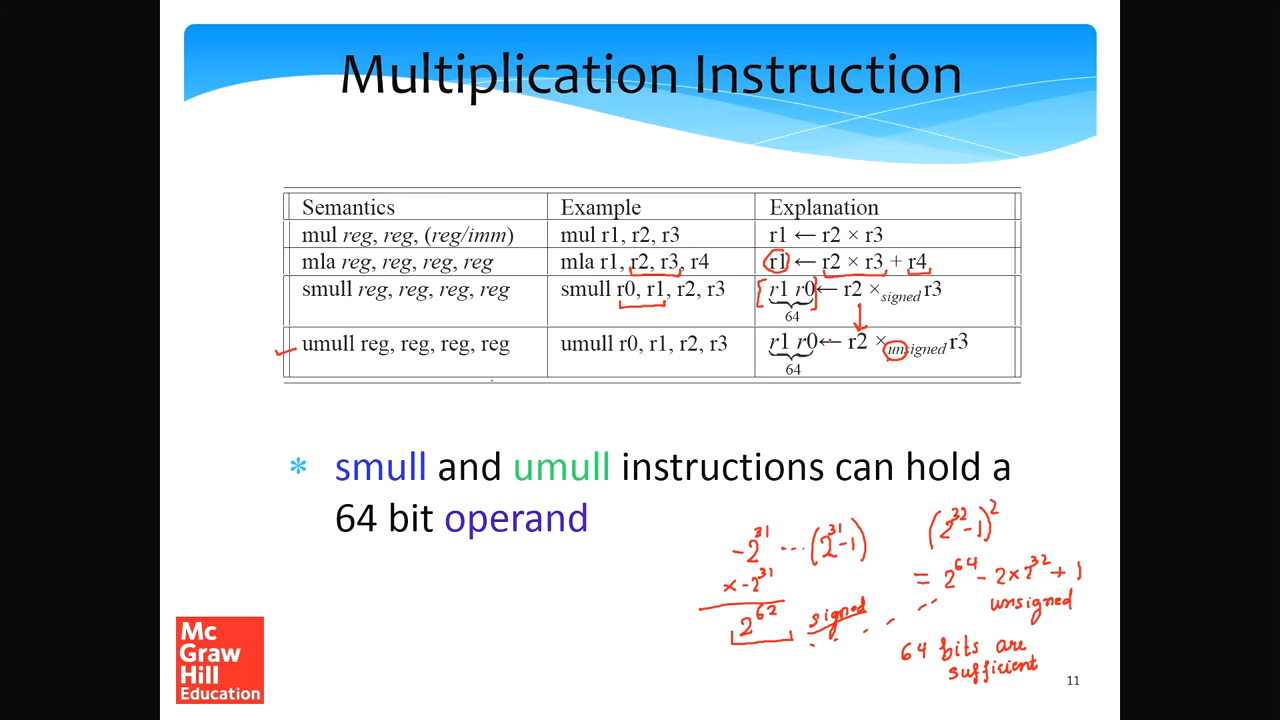 Multiplication Instruction
Semantics Example Explanation
mul reg, reg, (reg/imm) mul r1, r2, r3 r1 ← r2 × r3
mla reg, reg, reg, reg mla r1, r2, r3, r4 r1 ← r2 × r3 + r4
smull reg, reg, reg, reg smull r0, r1, r2, r3 r1 r0 ← r2 ×signed r3
64
umull reg, reg, reg, reg umull r0, r1, r2, r3 r1 r0 ← r2 ×unsigned r3
64
* smull and umull instructions can hold a
64 bit operand
-2^31 ... (2^31-1)
x -2^31
2^62 signed
(2^32-1)^2
= 2^64 - 2x2^32 + 1
unsigned
64 bits are
sufficient
Mc
Graw
Hill
Education
11